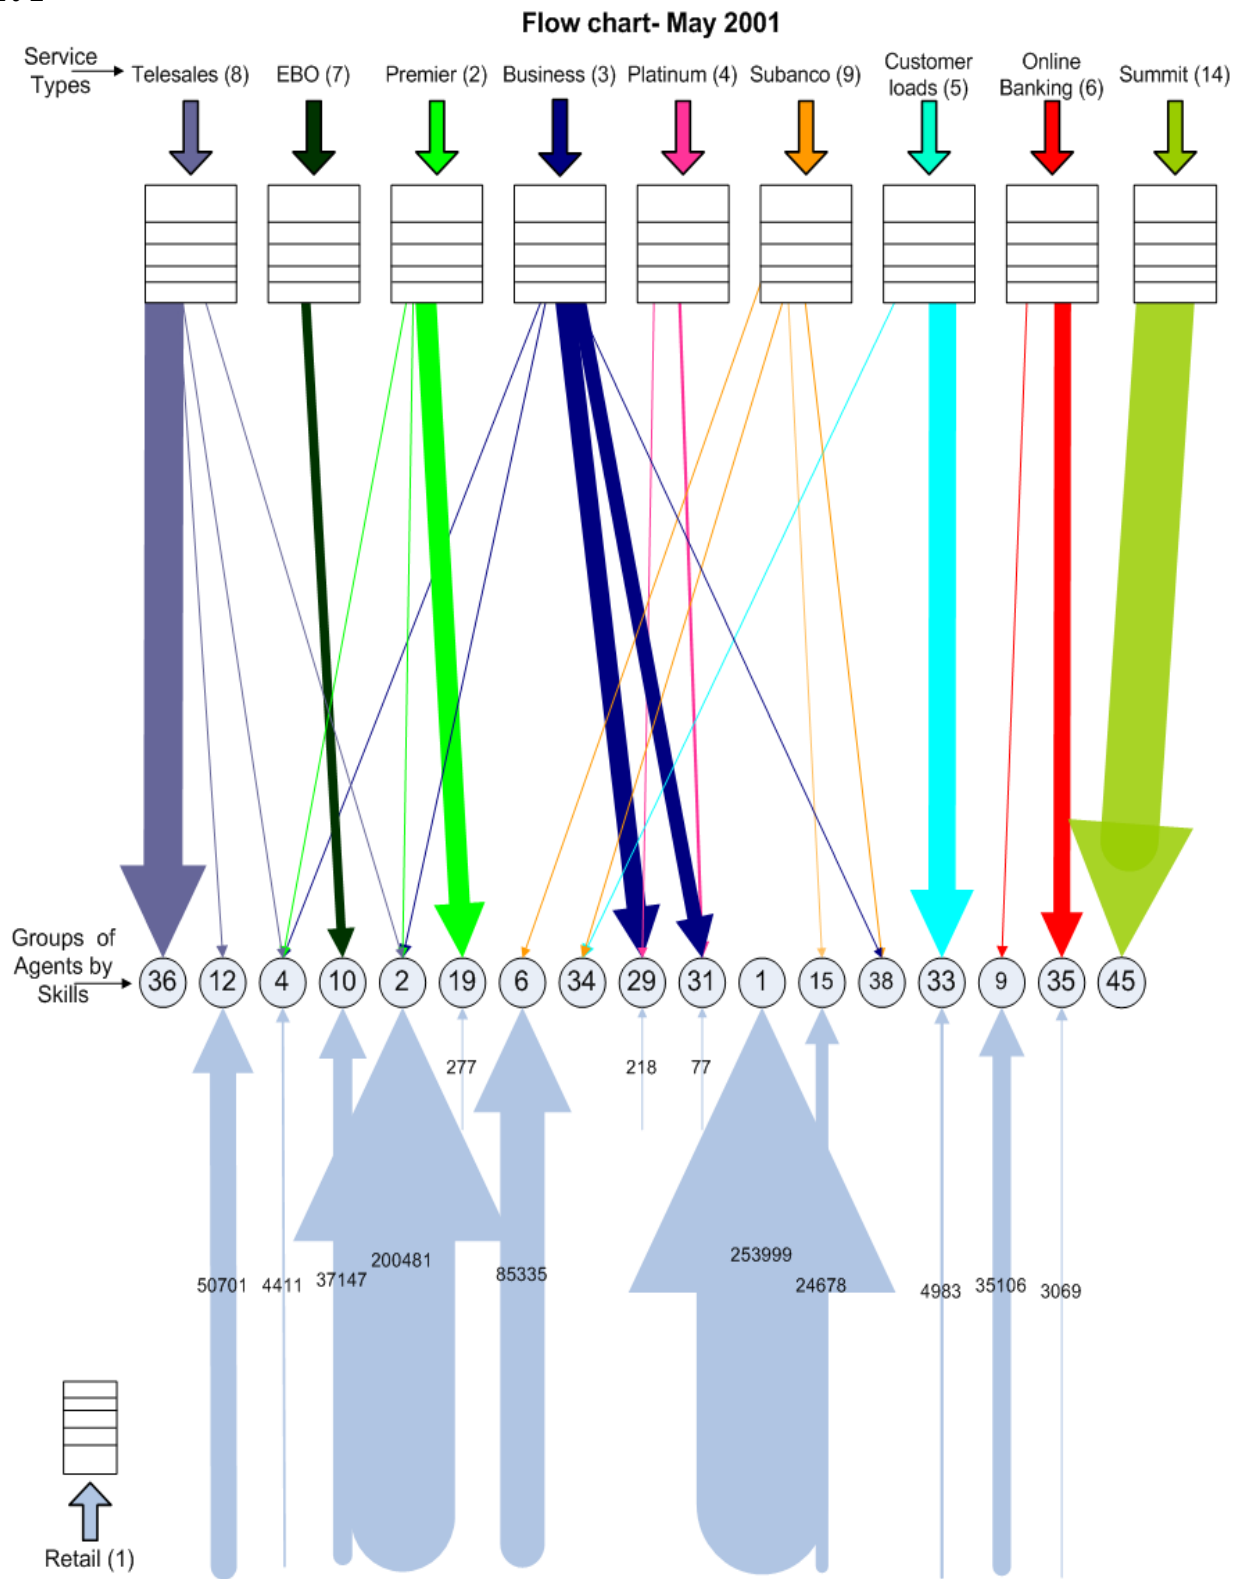 Flow chart- May 2001
Service
Types
Telesales (8)
EBO (7)
Premier (2)
Business (3)
Platinum (4)
Subanco (9)
Customer
loads (5)
Online
Banking (6)
Summit (14)
Groups of
Agents by
Skills
36
12
4
10
2
19
6
34
29
31
1
15
38
33
9
35
45
277
218
77
50701
4411
37147
200481
85335
253999
24678
4983
35106
3069
Retail (1)